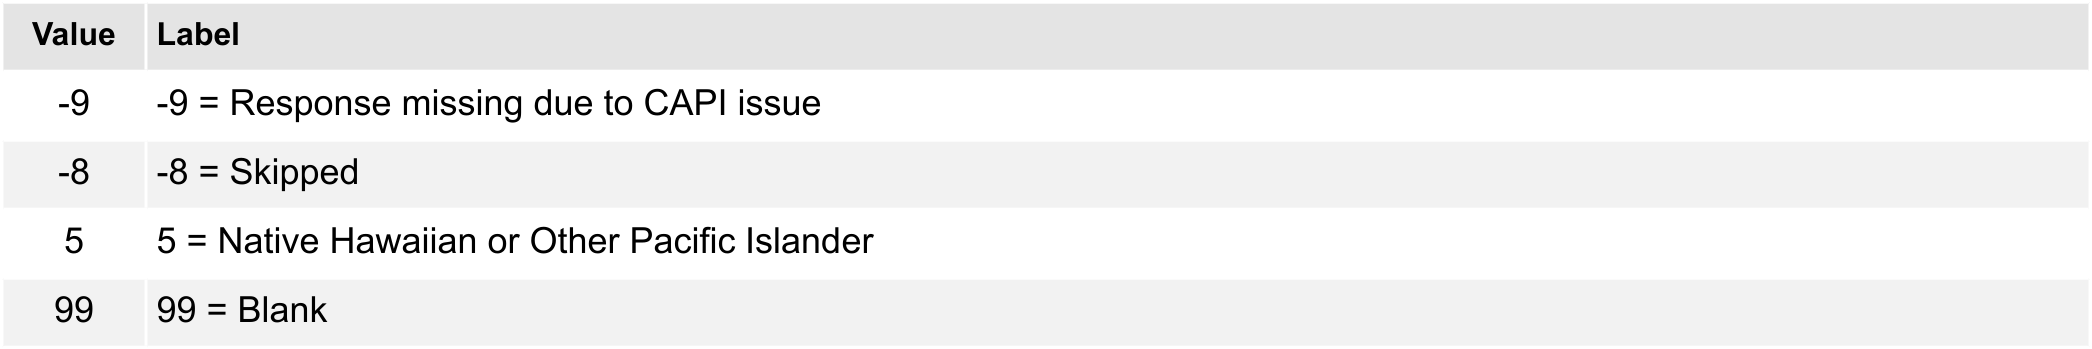 Value Label
-9 -9 = Response missing due to CAPI issue
-8 -8 = Skipped
5 5 = Native Hawaiian or Other Pacific Islander
99 99 = Blank